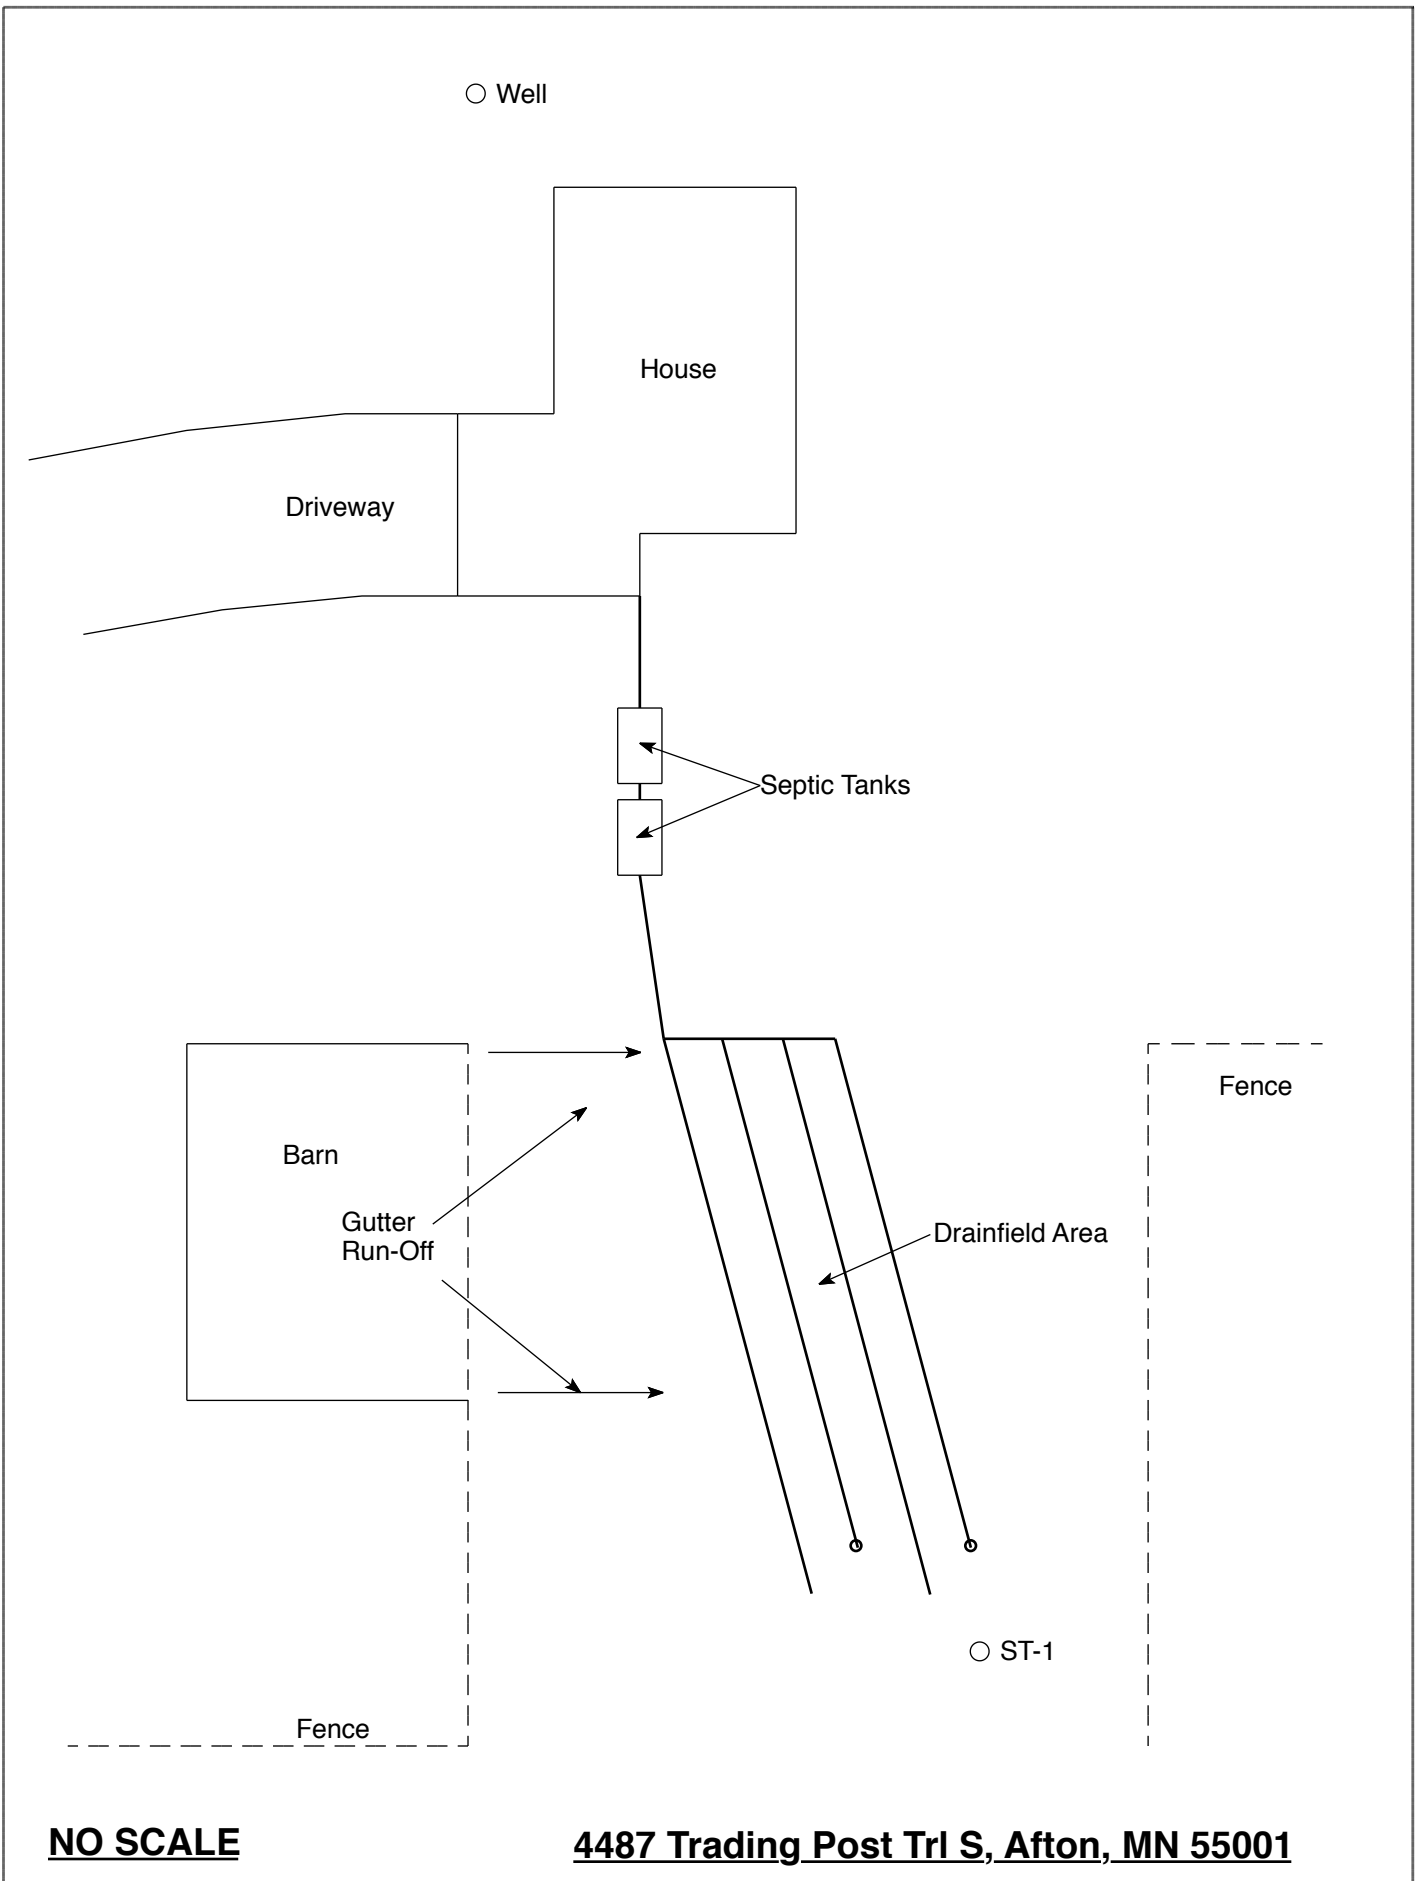 Well
House
Driveway
Septic Tanks
Fence
Barn
Gutter
Run-Off
Drainfield Area
ST-1
Fence
NO SCALE
4487 Trading Post Trl S, Afton, MN 55001